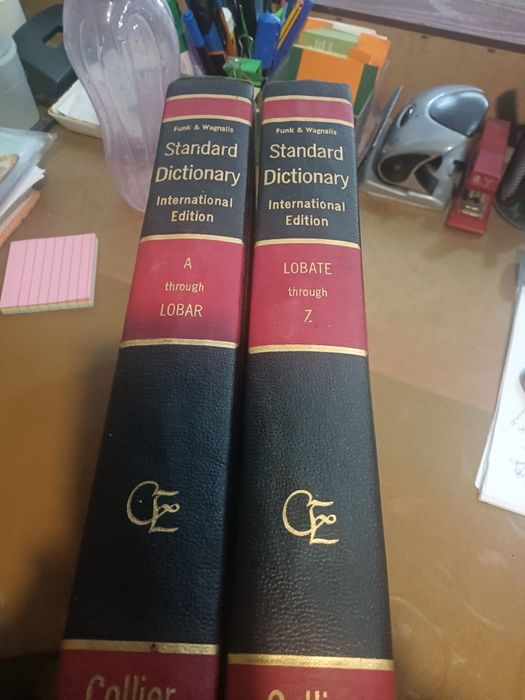 Funk & Wagnalls
Standard
Dictionary
International
Edition
A
through
LOBAR
Collier
Funk & Wagnalls
Standard
Dictionary
International
Edition
LOBATE
through
Z